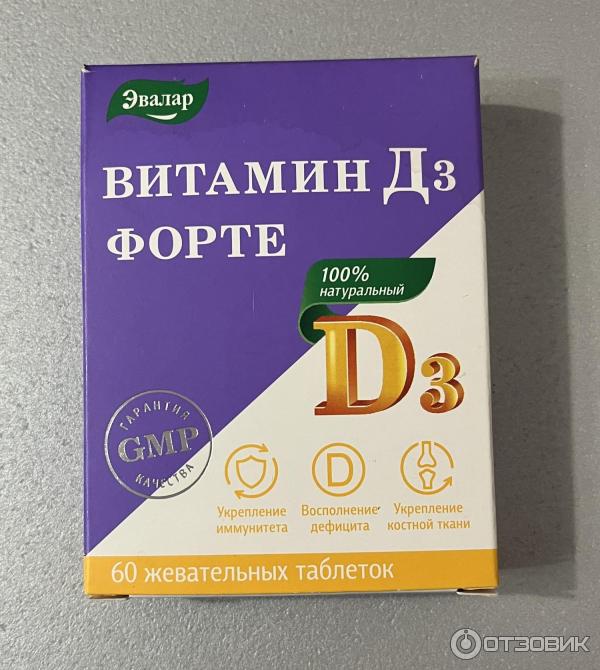 Эвалар
ВИТАМИН Д3
ФОРТЕ
100%
натуральный
D3
ГАРАНТИЯ
GMP
КАЧЕСТВА
D
Укрепление
иммунитета
Восполнение
дефицита
Укрепление
костной ткани
60 жевательных таблеток
ОТЗОВИК